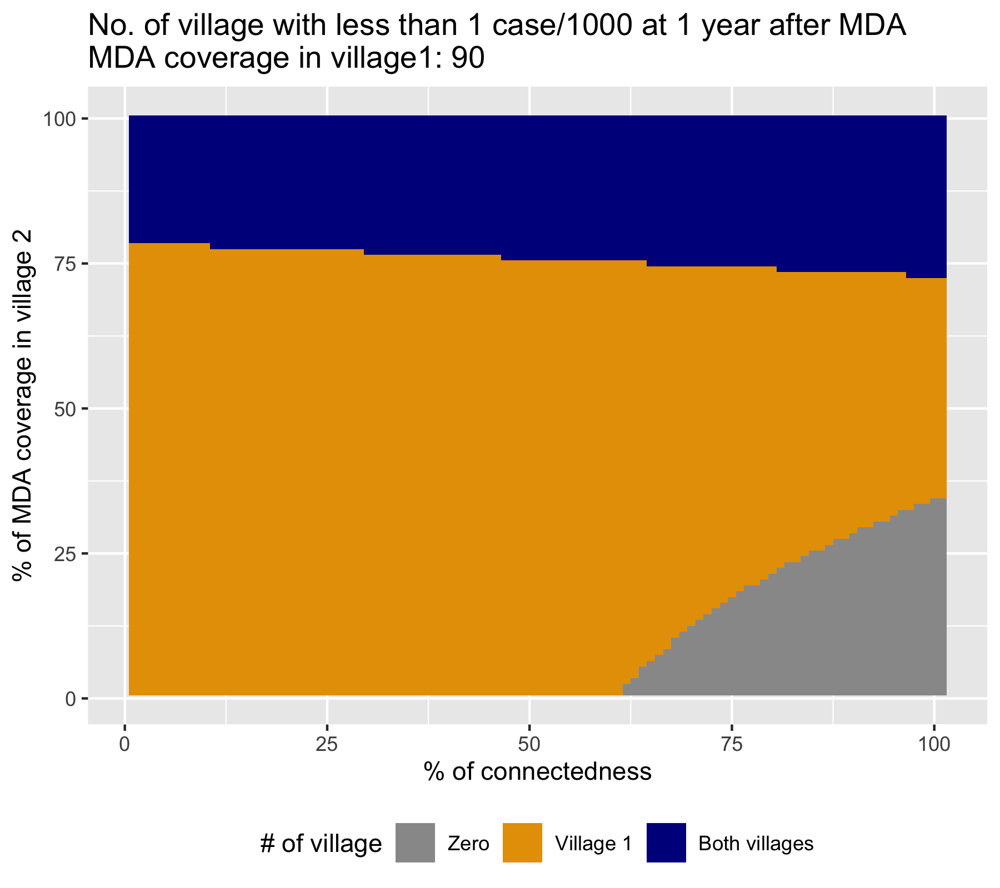 No. of village with less than 1 case/1000 at 1 year after MDA
MDA coverage in village1: 90
% of MDA coverage in village 2
100
75
50
25
0
0 25 50 75 100
% of connectedness
# of village Zero Village 1 Both villages